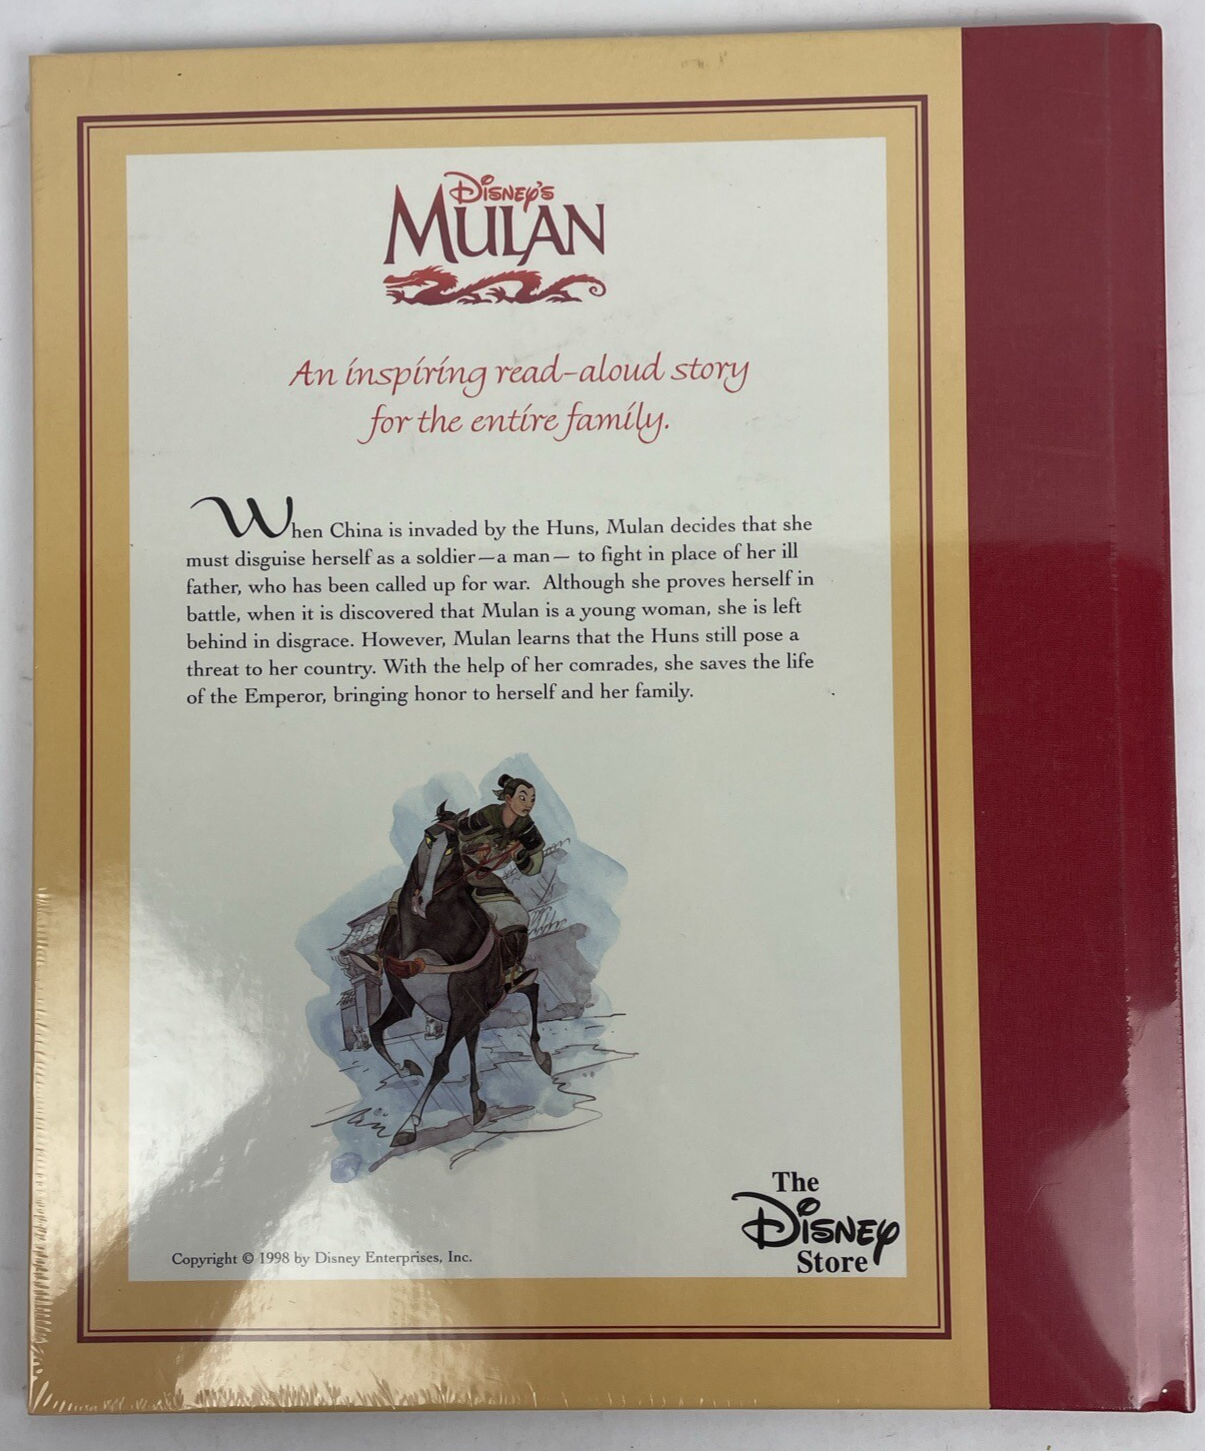 Disney's
MULAN
An inspiring read-aloud story
for the entire family.
When China is invaded by the Huns, Mulan decides that she
must disguise herself as a soldier—a man— to fight in place of her ill
father, who has been called up for war. Although she proves herself in
battle, when it is discovered that Mulan is a young woman, she is left
behind in disgrace. However, Mulan learns that the Huns still pose a
threat to her country. With the help of her comrades, she saves the life
of the Emperor, bringing honor to herself and her family.
The
Disney
Store
Copyright © 1998 by Disney Enterprises, Inc.